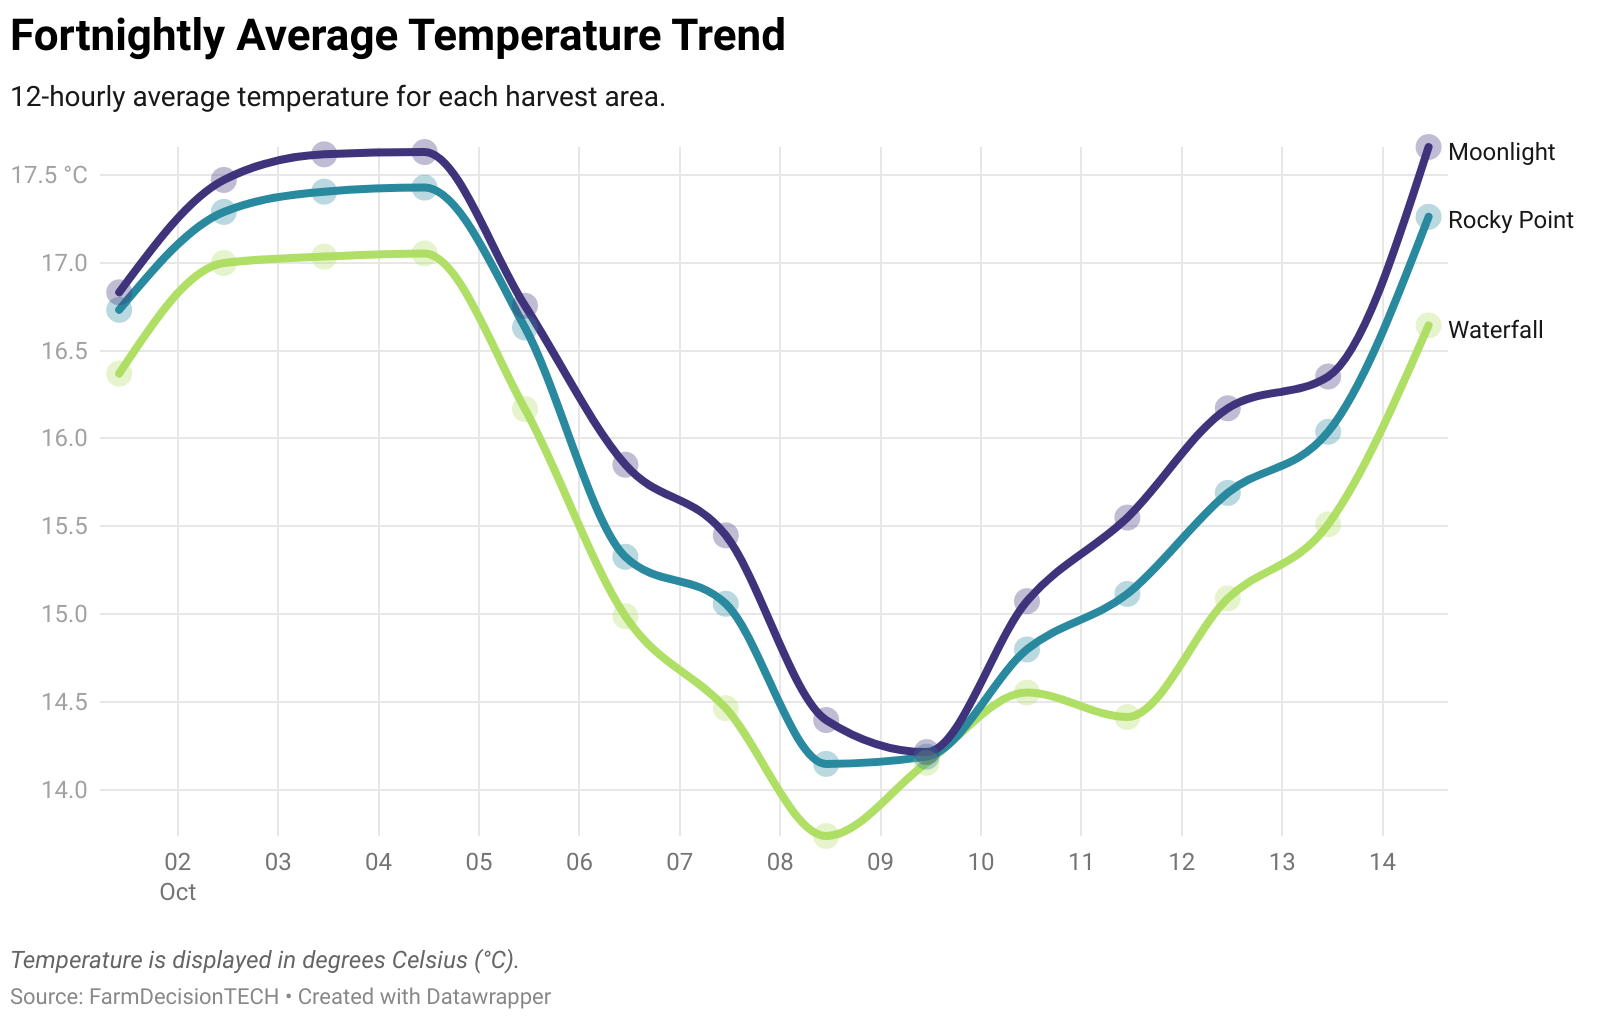 Fortnightly Average Temperature Trend
12-hourly average temperature for each harvest area.
17.5 °C
17.0
16.5
16.0
15.5
15.0
14.5
14.0
Moonlight
Rocky Point
Waterfall
02 03 04 05 06 07 08 09 10 11 12 13 14
Oct
Temperature is displayed in degrees Celsius (°C).
Source: FarmDecisionTECH • Created with Datawrapper